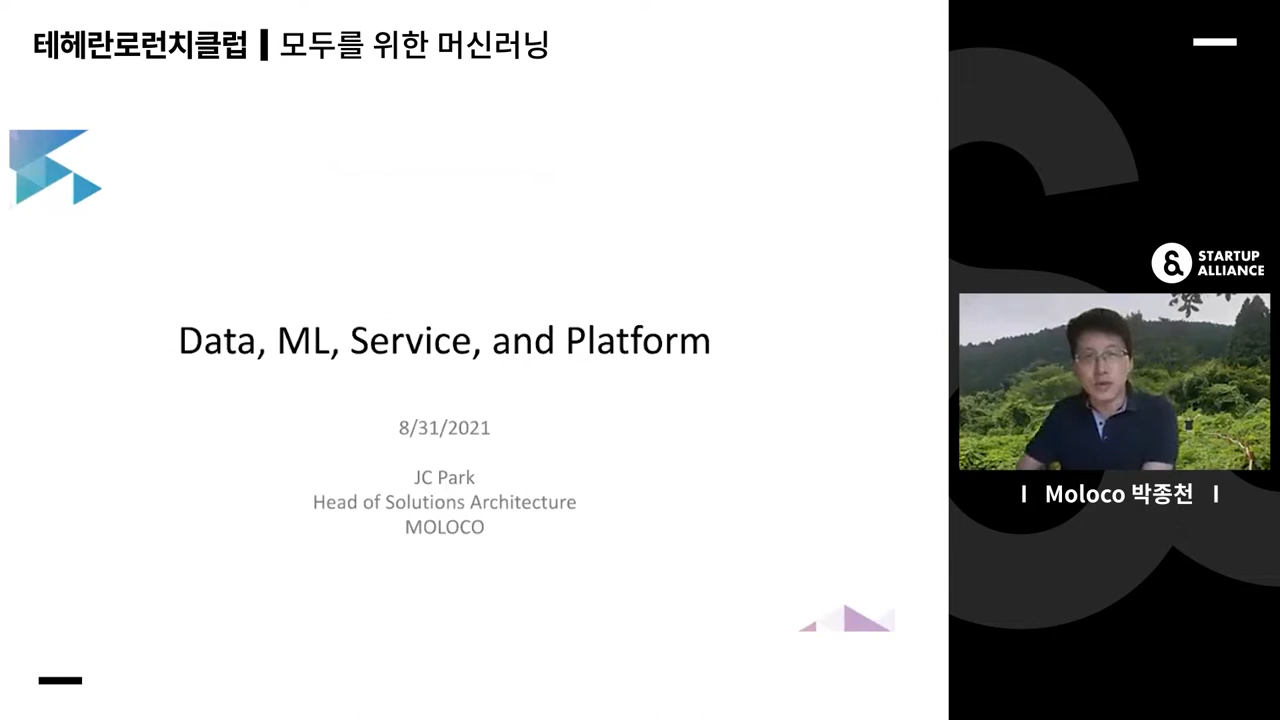 테헤란로런치클럽 | 모두를 위한 머신러닝
Data, ML, Service, and Platform
8/31/2021
JC Park
Head of Solutions Architecture
MOLOCO
STARTUP
ALLIANCE
| Moloco 박종천 |